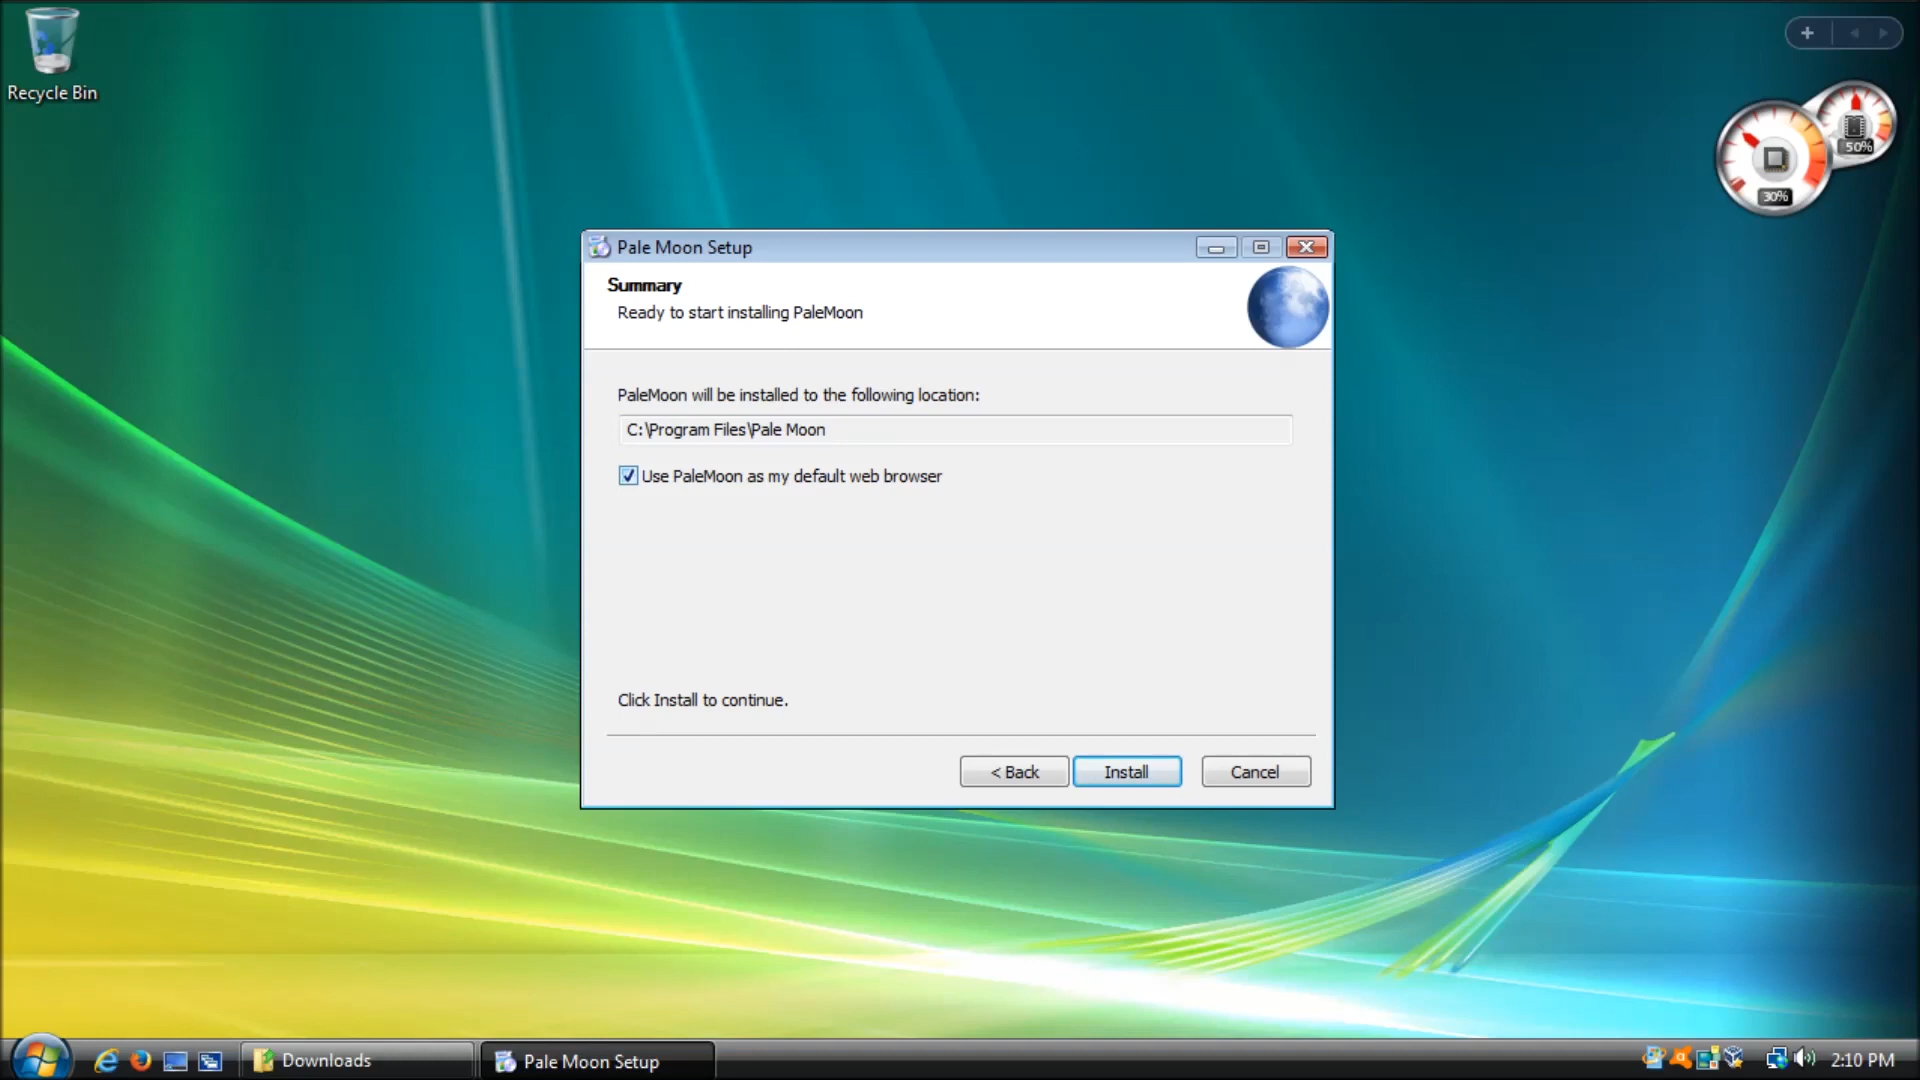 Recycle Bin
50%
30%
Pale Moon Setup
Summary
Ready to start installing PaleMoon
PaleMoon will be installed to the following location:
C:\Program Files\Pale Moon
Use PaleMoon as my default web browser
Click Install to continue.
< Back
Install
Cancel
Downloads
Pale Moon Setup
2:10 PM